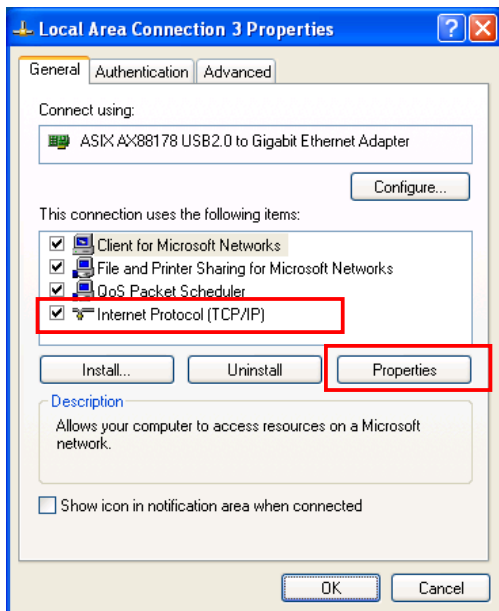 Local Area Connection 3 Properties
General Authentication Advanced
Connect using:
ASIX AX88178 USB2.0 to Gigabit Ethernet Adapter
Configure...
This connection uses the following items:
Client for Microsoft Networks
File and Printer Sharing for Microsoft Networks
QoS Packet Scheduler
Internet Protocol (TCP/IP)
Install... Uninstall Properties
Description
Allows your computer to access resources on a Microsoft
network.
Show icon in notification area when connected
OK Cancel